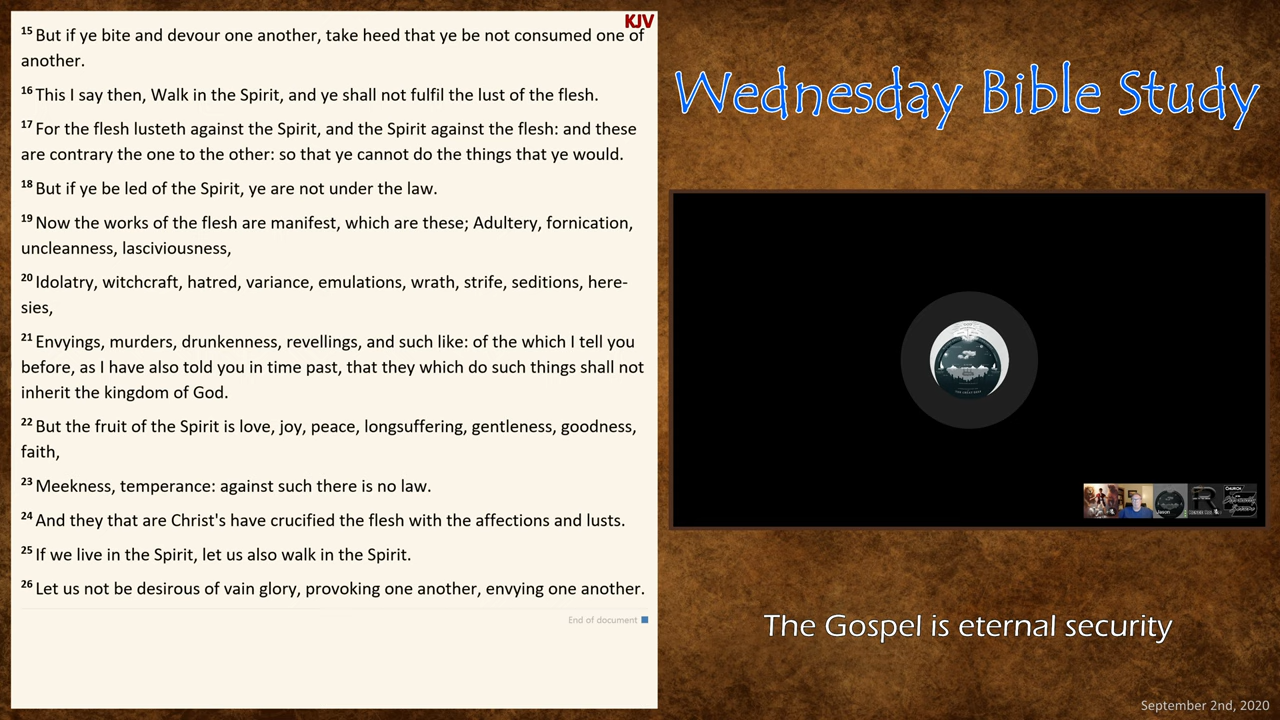 KJV
15 But if ye bite and devour one another, take heed that ye be not consumed one of
another.
16 This I say then, Walk in the Spirit, and ye shall not fulfil the lust of the flesh.
17 For the flesh lusteth against the Spirit, and the Spirit against the flesh: and these
are contrary the one to the other: so that ye cannot do the things that ye would.
18 But if ye be led of the Spirit, ye are not under the law.
19 Now the works of the flesh are manifest, which are these; Adultery, fornication,
uncleanness, lasciviousness,
20 Idolatry, witchcraft, hatred, variance, emulations, wrath, strife, seditions, here-
sies,
21 Envyings, murders, drunkenness, revellings, and such like: of the which I tell you
before, as I have also told you in time past, that they which do such things shall not
inherit the kingdom of God.
22 But the fruit of the Spirit is love, joy, peace, longsuffering, gentleness, goodness,
faith,
23 Meekness, temperance: against such there is no law.
24 And they that are Christ's have crucified the flesh with the affections and lusts.
25 If we live in the Spirit, let us also walk in the Spirit.
26 Let us not be desirous of vain glory, provoking one another, envying one another.
End of document
Wednesday Bible Study
Jason
CHURCH
The Gospel is eternal security
September 2nd, 2020